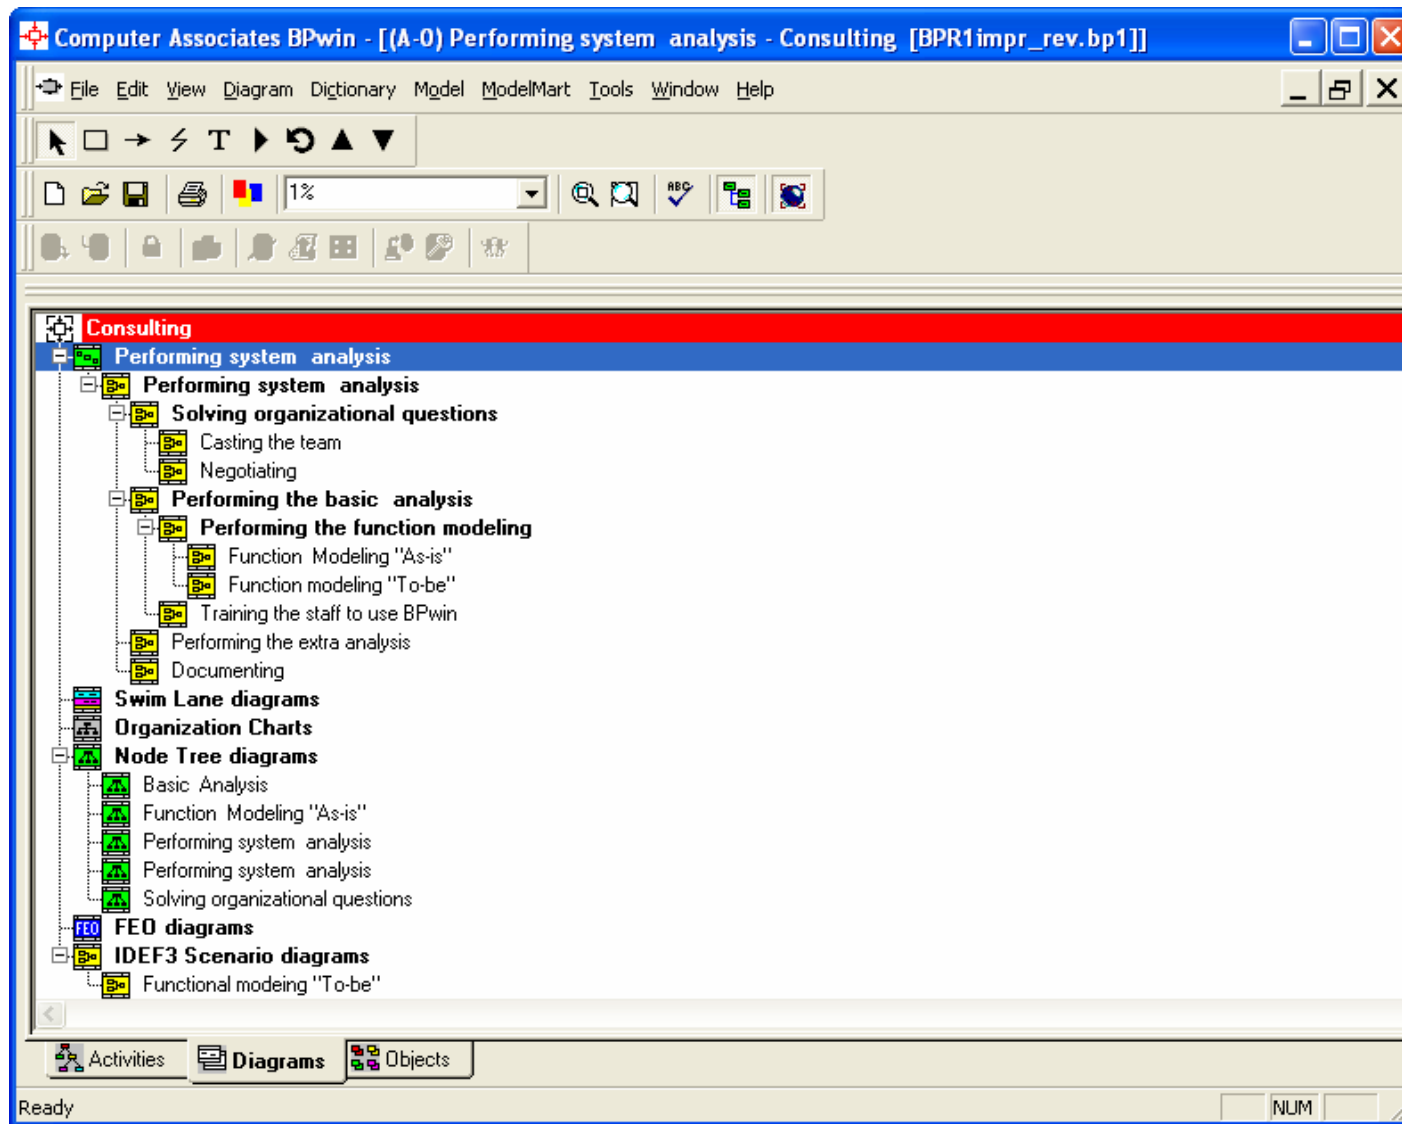 Computer Associates BPwin - [(A-0) Performing system  analysis - Consulting  [BPR1impr_rev.bp1]]
File Edit View Diagram Dictionary Model ModelMart Tools Window Help
T
1%
ABC
Consulting
Performing system  analysis
Performing system  analysis
Solving organizational questions
Casting the team
Negotiating
Performing the basic  analysis
Performing the function modeling
Function  Modeling "As-is"
Function modeling "To-be"
Training the staff to use BPwin
Performing the extra analysis
Documenting
Swim Lane diagrams
Organization Charts
Node Tree diagrams
Basic  Analysis
Function  Modeling "As-is"
Performing system  analysis
Performing system  analysis
Solving organizational questions
FEO FEO diagrams
IDEF3 Scenario diagrams
Functional modeing "To-be"
Activities Diagrams Objects
Ready NUM